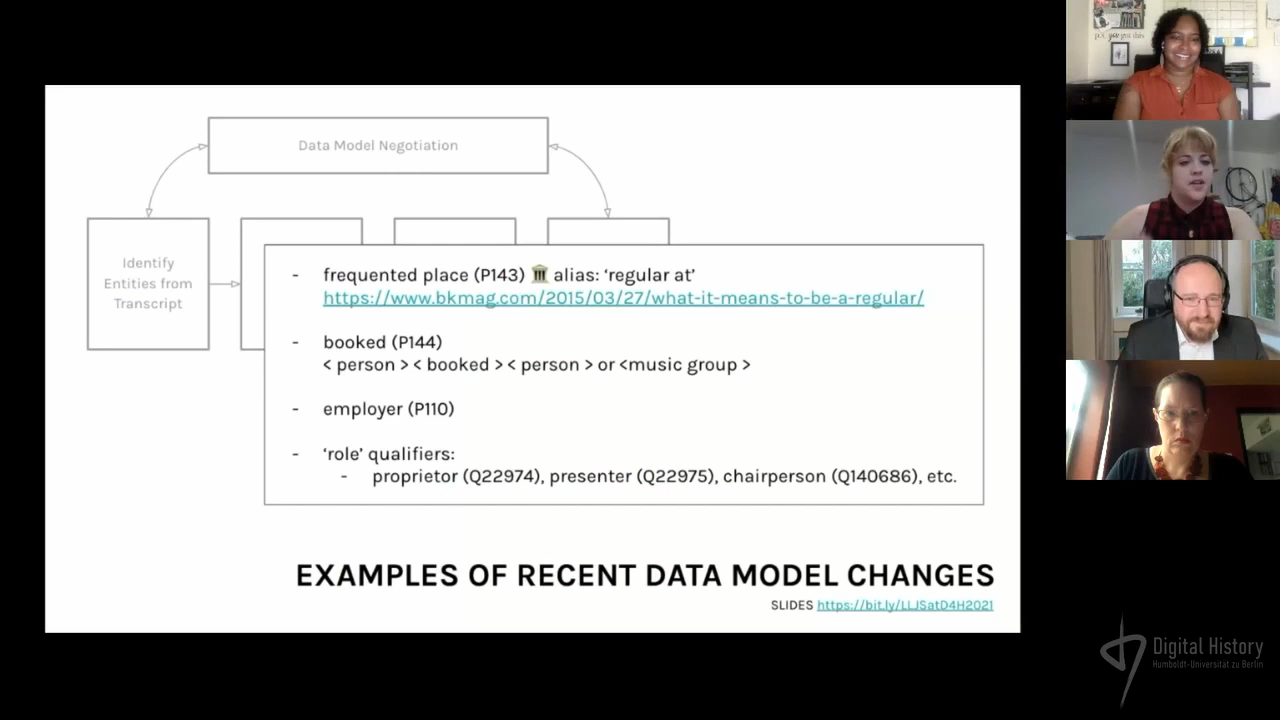 Data Model Negotiation
Identify
Entities from
Transcript
- frequented place (P143) 🏛 alias: ‘regular at’
https://www.bkmag.com/2015/03/27/what-it-means-to-be-a-regular/
- booked (P144)
< person > < booked > < person > or <music group >
- employer (P110)
- ‘role’ qualifiers:
- proprietor (Q22974), presenter (Q22975), chairperson (Q140686), etc.
EXAMPLES OF RECENT DATA MODEL CHANGES
SLIDES https://bit.ly/LLJSatD4H2021
Digital History
Humboldt-Universität zu Berlin